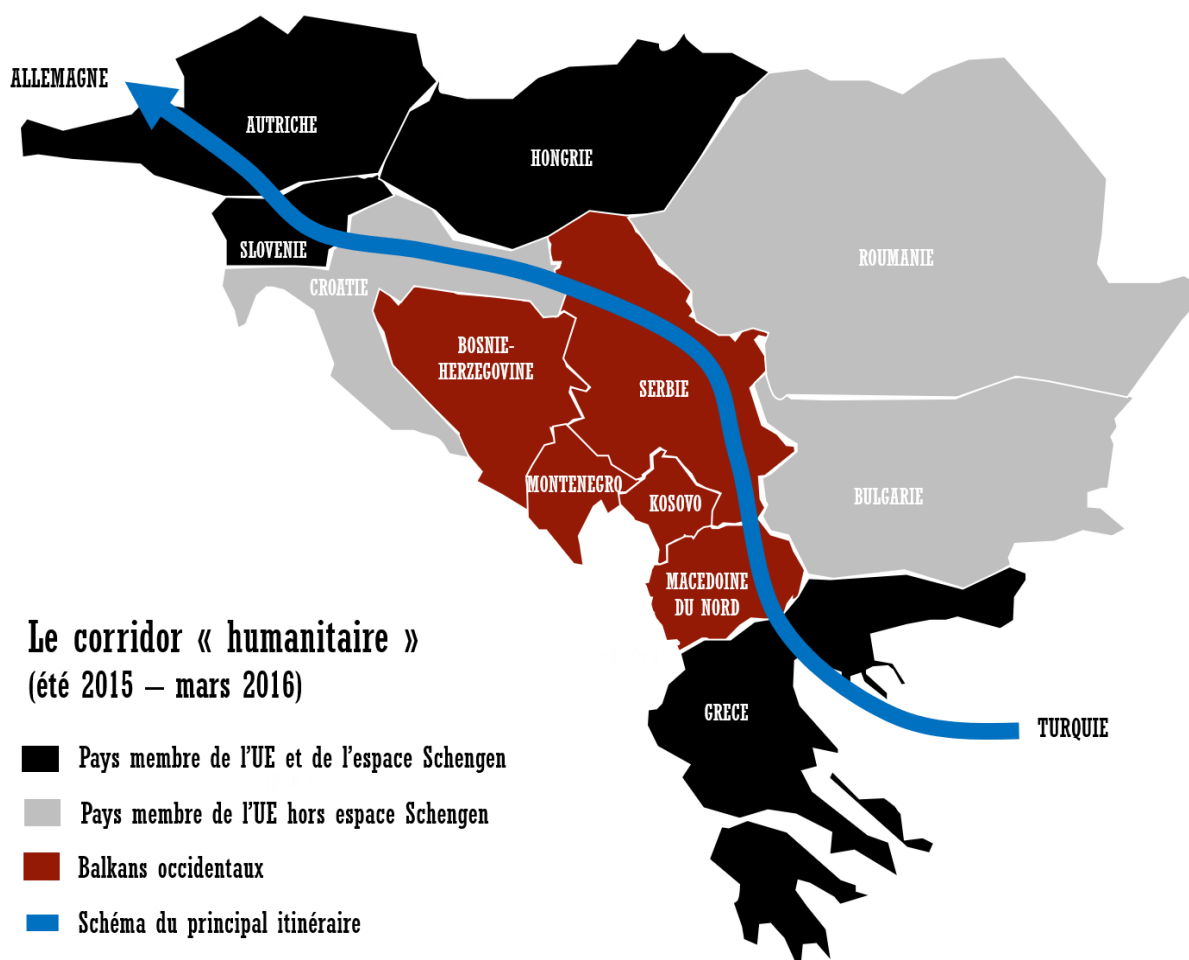 ALLEMAGNE
AUTRICHE
HONGRIE
SLOVENIE
CROATIE
ROUMANIE
BOSNIE-
HERZEGOVINE
SERBIE
MONTENEGRO
KOSOVO
BULGARIE
MACEDOINE
DU NORD
GRECE
TURQUIE
Le corridor « humanitaire »
(été 2015 – mars 2016)
Pays membre de l'UE et de l'espace Schengen
Pays membre de l'UE hors espace Schengen
Balkans occidentaux
Schéma du principal itinéraire